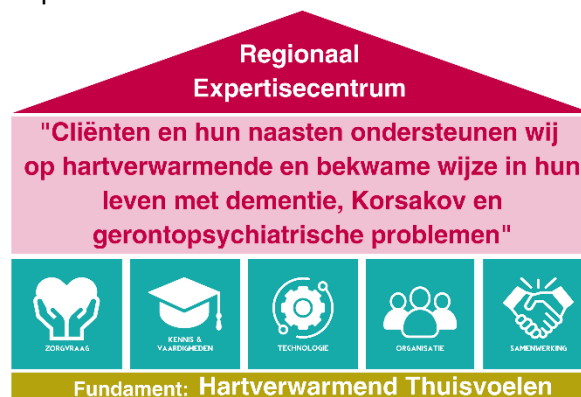 Regionaal
Expertisecentrum
"Cliënten en hun naasten ondersteunen wij
op hartverwarmende en bekwame wijze in hun
leven met dementie, Korsakov en
gerontopsychiatrische problemen"
ZORGVRAAG
KENNIS &
VAARDIGHEDEN
TECHNOLOGIE
ORGANISATIE
SAMENWERKING
Fundament: Hartverwarmend Thuisvoelen